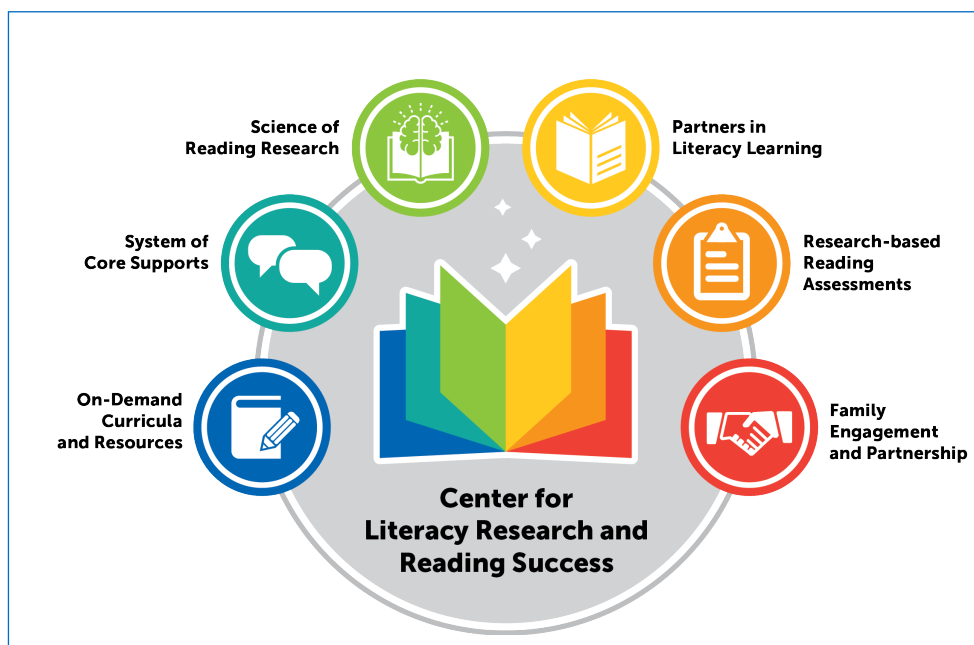 Science of
Reading Research
Partners in
Literacy Learning
System of
Core Supports
Research-based
Reading
Assessments
On-Demand
Curricula
and Resources
Family
Engagement
and Partnership
Center for
Literacy Research and
Reading Success